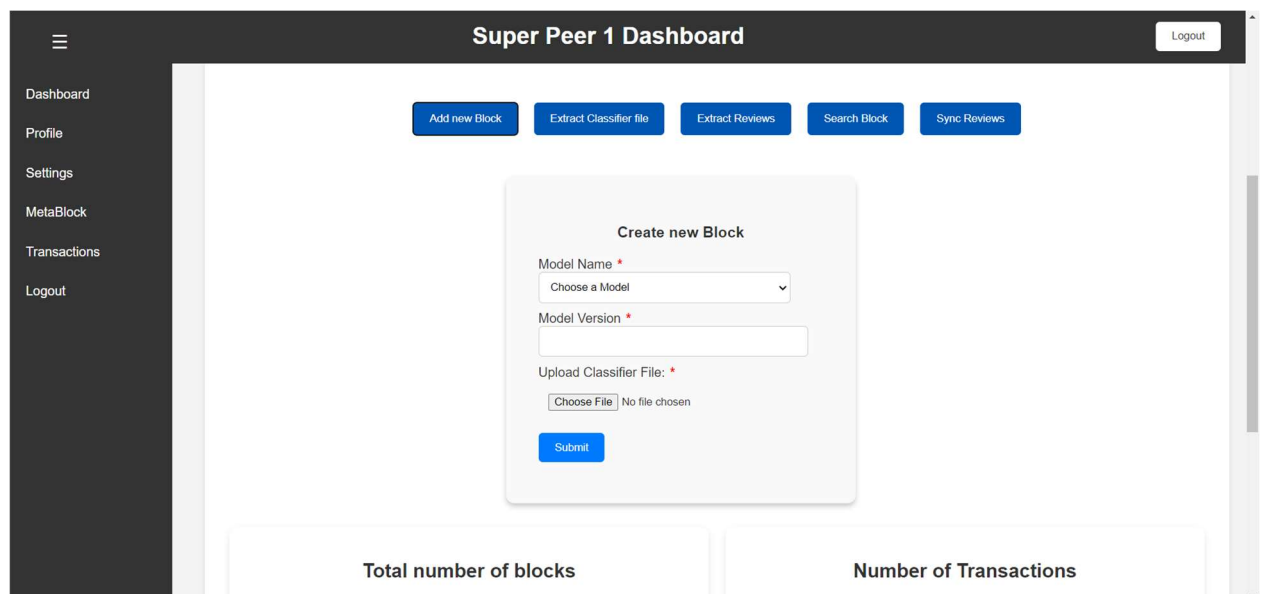 ☰ Super Peer 1 Dashboard Logout
Dashboard
Profile
Settings
MetaBlock
Transactions
Logout
Add new Block Extract Classifier file Extract Reviews Search Block Sync Reviews
Create new Block
Model Name *
Choose a Model
Model Version *
Upload Classifier File: *
Choose File No file chosen
Submit
Total number of blocks Number of Transactions